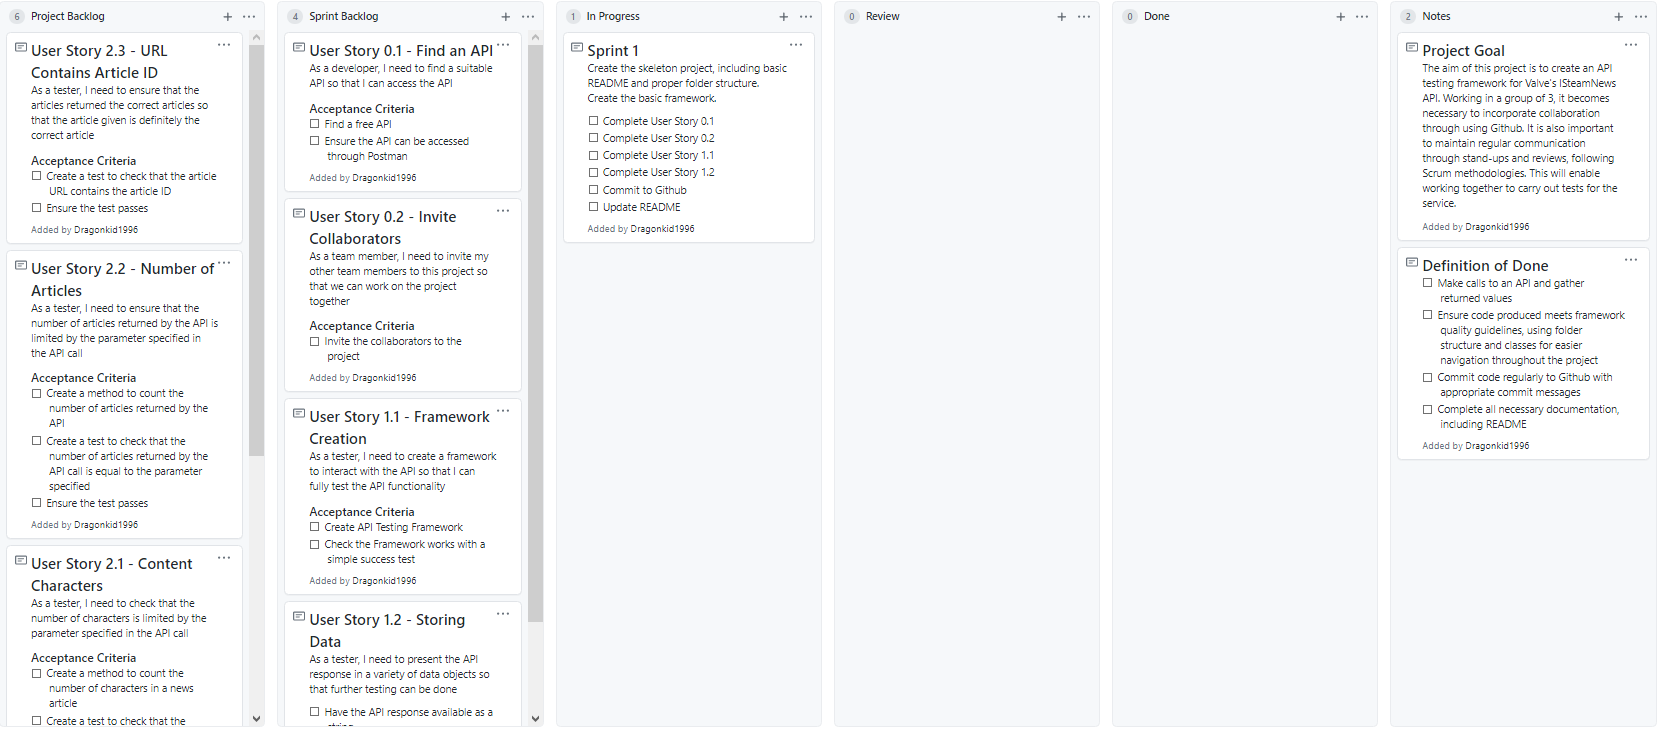 6 Project Backlog
User Story 2.3 - URL
Contains Article ID
As a tester, I need to ensure that the
articles returned the correct articles so
that the article given is definitely the
correct article
Acceptance Criteria
Create a test to check that the article
URL contains the article ID
Ensure the test passes
Added by Dragonkid1996
User Story 2.2 - Number of
Articles
As a tester, I need to ensure that the
number of articles returned by the API is
limited by the parameter specified in
the API call
Acceptance Criteria
Create a method to count the
number of articles returned by the
API
Create a test to check that the
number of articles returned by the
API call is equal to the parameter
specified
Ensure the test passes
Added by Dragonkid1996
User Story 2.1 - Content
Characters
As a tester, I need to check that the
number of characters is limited by the
parameter specified in the API call
Acceptance Criteria
Create a method to count the
number of characters in a news
article
Create a test to check that the
4 Sprint Backlog
User Story 0.1 - Find an API
As a developer, I need to find a suitable
API so that I can access the API
Acceptance Criteria
Find a free API
Ensure the API can be accessed
through Postman
Added by Dragonkid1996
User Story 0.2 - Invite
Collaborators
As a team member, I need to invite my
other team members to this project so
that we can work on the project
together
Acceptance Criteria
Invite the collaborators to the
project
Added by Dragonkid1996
User Story 1.1 - Framework
Creation
As a tester, I need to create a framework
to interact with the API so that I can
fully test the API functionality
Acceptance Criteria
Create API Testing Framework
Check the Framework works with a
simple success test
Added by Dragonkid1996
User Story 1.2 - Storing
Data
As a tester, I need to present the API
response in a variety of data objects so
that further testing can be done
Have the API response available as a
1 In Progress
Sprint 1
Create the skeleton project, including basic
README and proper folder structure.
Create the basic framework.
Complete User Story 0.1
Complete User Story 0.2
Complete User Story 1.1
Complete User Story 1.2
Commit to Github
Update README
Added by Dragonkid1996
0 Review
0 Done
2 Notes
Project Goal
The aim of this project is to create an API
testing framework for Valve's ISteamNews
API. Working in a group of 3, it becomes
necessary to incorporate collaboration
through using Github. It is also important
to maintain regular communication
through stand-ups and reviews, following
Scrum methodologies. This will enable
working together to carry out tests for the
service.
Added by Dragonkid1996
Definition of Done
Make calls to an API and gather
returned values
Ensure code produced meets framework
quality guidelines, using folder
structure and classes for easier
navigation throughout the project
Commit code regularly to Github with
appropriate commit messages
Complete all necessary documentation,
including README
Added by Dragonkid1996